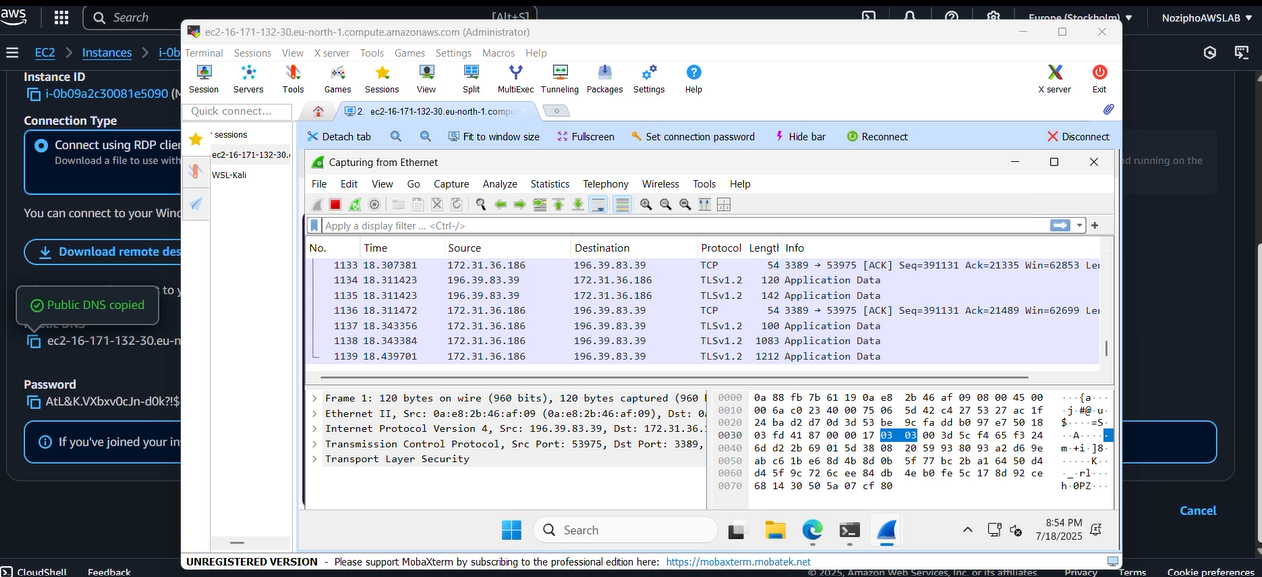 aws
Search
[Alt+S]
Europe (Stockholm)
NoziphoAWSLAB
EC2
Instances
i-0b
Instance ID
i-0b09a2c30081e5090 (N
Connection Type
Connect using RDP clien
Download a file to use with
You can connect to your Wind
Download remote des
Public DNS copied
to y
Public DNS
ec2-16-171-132-30.eu-n
Password
AtL&K.VXbxv0cJn-d0k?!$
If you've joined your in
d running on the
Cancel
CloudShell
Feedback
© 2025, Amazon Web Services, Inc. or its affiliates.
Privacy
Terms
Cookie preferences
ec2-16-171-132-30.eu-north-1.compute.amazonaws.com (Administrator)
Terminal Sessions View X server Tools Games Settings Macros Help
Session Servers Tools Games Sessions View Split MultiExec Tunneling Packages Settings Help X server Exit
Quick connect...
2. ec2-16-171-132-30.eu-north-1.compu
sessions
ec2-16-171-132-30.
WSL-Kali
Detach tab Fit to window size Fullscreen Set connection password Hide bar Reconnect Disconnect
Capturing from Ethernet
File Edit View Go Capture Analyze Statistics Telephony Wireless Tools Help
Apply a display filter ... <Ctrl-/>
No. Time Source Destination Protocol Lengtl Info
1133 18.307381 172.31.36.186 196.39.83.39 TCP 54 3389 → 53975 [ACK] Seq=391131 Ack=21335 Win=62853 Le
1134 18.311423 196.39.83.39 172.31.36.186 TLSv1.2 120 Application Data
1135 18.311423 196.39.83.39 172.31.36.186 TLSv1.2 142 Application Data
1136 18.311472 172.31.36.186 196.39.83.39 TCP 54 3389 → 53975 [ACK] Seq=391131 Ack=21489 Win=62699 Le
1137 18.343356 172.31.36.186 196.39.83.39 TLSv1.2 100 Application Data
1138 18.343384 172.31.36.186 196.39.83.39 TLSv1.2 1083 Application Data
1139 18.439701 172.31.36.186 196.39.83.39 TLSv1.2 1212 Application Data
Frame 1: 120 bytes on wire (960 bits), 120 bytes captured (960 
Ethernet II, Src: 0a:e8:2b:46:af:09 (0a:e8:2b:46:af:09), Dst: 0
Internet Protocol Version 4, Src: 196.39.83.39, Dst: 172.31.36.
Transmission Control Protocol, Src Port: 53975, Dst Port: 3389,
Transport Layer Security
0000 0a 88 fb 7b 61 19 0a e8 2b 46 af 09 08 00 45 00 ···{a···
0010 00 6a c0 23 40 00 75 06 5d 42 c4 27 53 27 ac 1f ·j·#@·u·
0020 24 ba d2 d7 0d 3d 53 be 9c fa dd b0 97 e7 50 18 $····=S·
0030 03 fd 41 87 00 00 17 03 03 00 3d 5c f4 65 f3 24 ··A·····
0040 6d d2 2b 69 01 5d 38 08 20 59 93 80 93 a2 d6 9e m·+i·]8·
0050 ab c6 1b e6 8d 4b 8d 0b 5f 77 bc 2b a1 64 50 d4 ·····K··
0060 d4 5f 9c 72 6c ee 84 db 4e b0 fe 5c 17 8d 92 ce ·_·rl···
0070 68 14 30 50 5a 07 cf 80 h·0PZ···
Search
8:54 PM
7/18/2025
UNREGISTERED VERSION - Please support MobaXterm by subscribing to the professional edition here: https://mobaxterm.mobatek.net